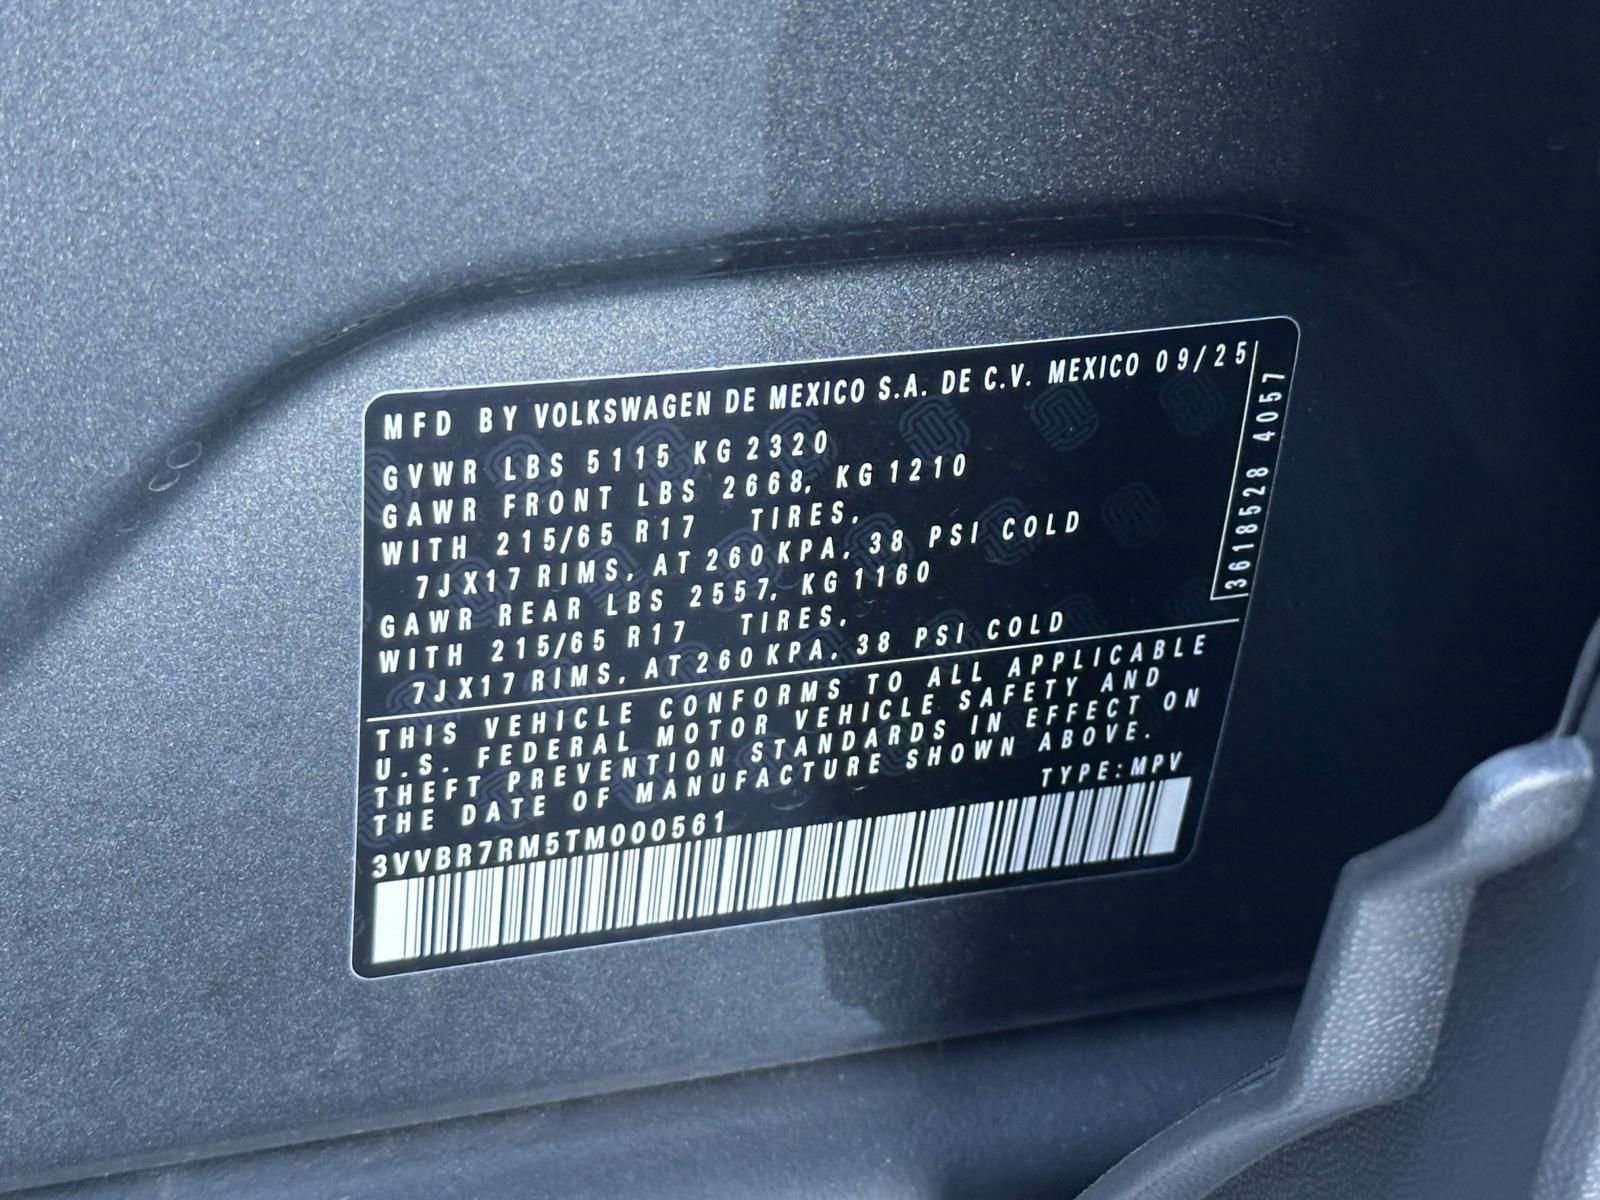 MFD BY VOLKSWAGEN DE MEXICO S.A. DE C.V. MEXICO 09/25
GVWR LBS 5115 KG 2320
GAWR FRONT LBS 2668, KG 1210
WITH 215/65 R17 TIRES,
7JX17 RIMS, AT 260 KPA, 38 PSI COLD
GAWR REAR LBS 2557, KG 1160
WITH 215/65 R17 TIRES,
7JX17 RIMS, AT 260 KPA, 38 PSI COLD
3618528 4057
THIS VEHICLE CONFORMS TO ALL APPLICABLE
U.S. FEDERAL MOTOR VEHICLE SAFETY AND
THEFT PREVENTION STANDARDS IN EFFECT ON
THE DATE OF MANUFACTURE SHOWN ABOVE.
TYPE:MPV
3VVBR7RM5TM000561